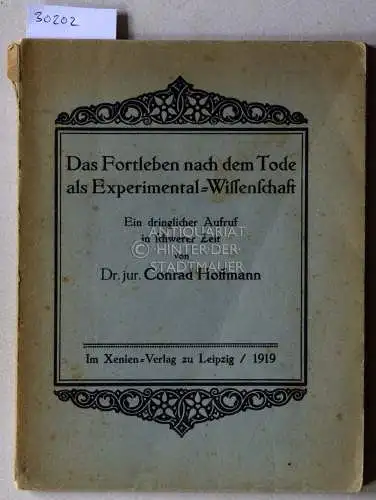 30202
Das Fortleben nach dem Tode
als Experimental=Wissenschaft
Ein dringlicher Aufruf
in schwerer Zeit
von
Dr. jur. Conrad Hoffmann
Im Xenien=Verlag zu Leipzig / 1919
ANTIQUARIAT
HINTER DER
STADTMAUER